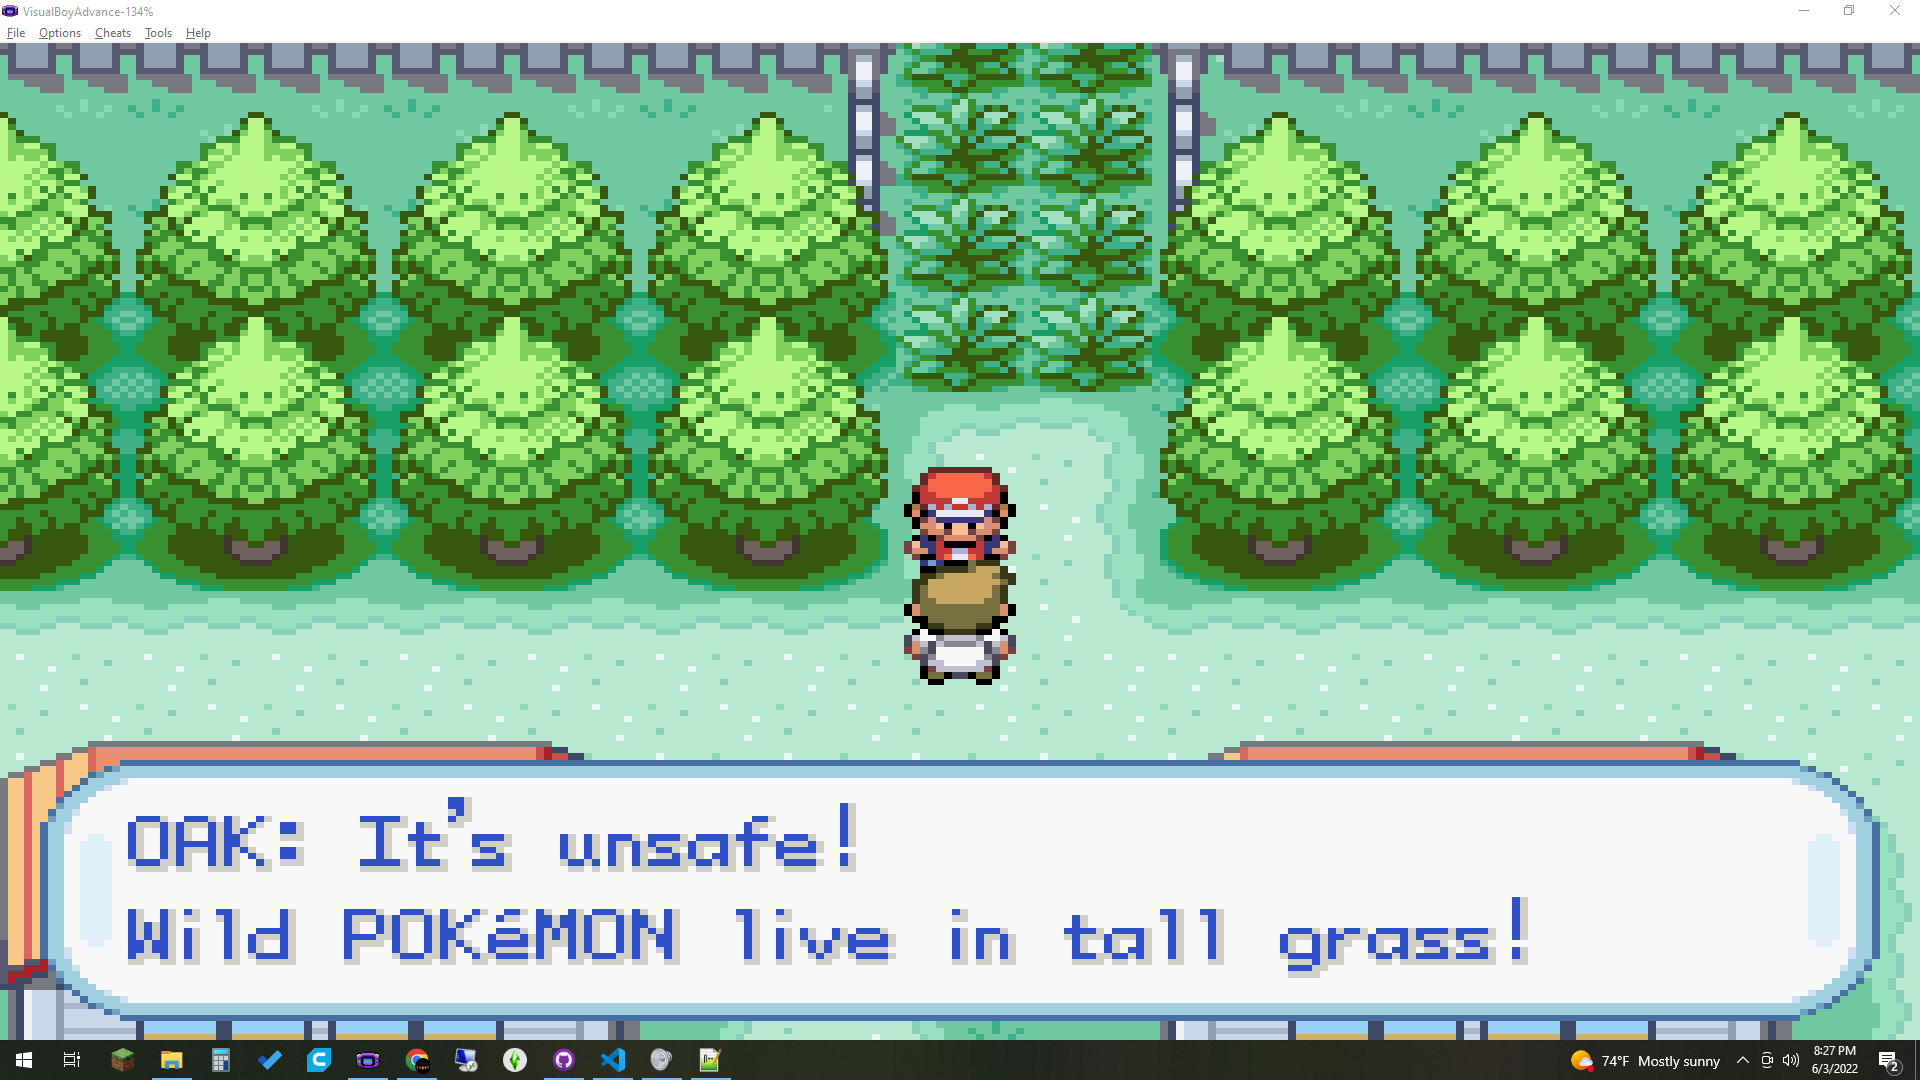 VisualBoyAdvance-134%
File Options Cheats Tools Help
OAK: It's unsafe!
Wild POKéMON live in tall grass!
74°F Mostly sunny
8:27 PM
6/3/2022
2